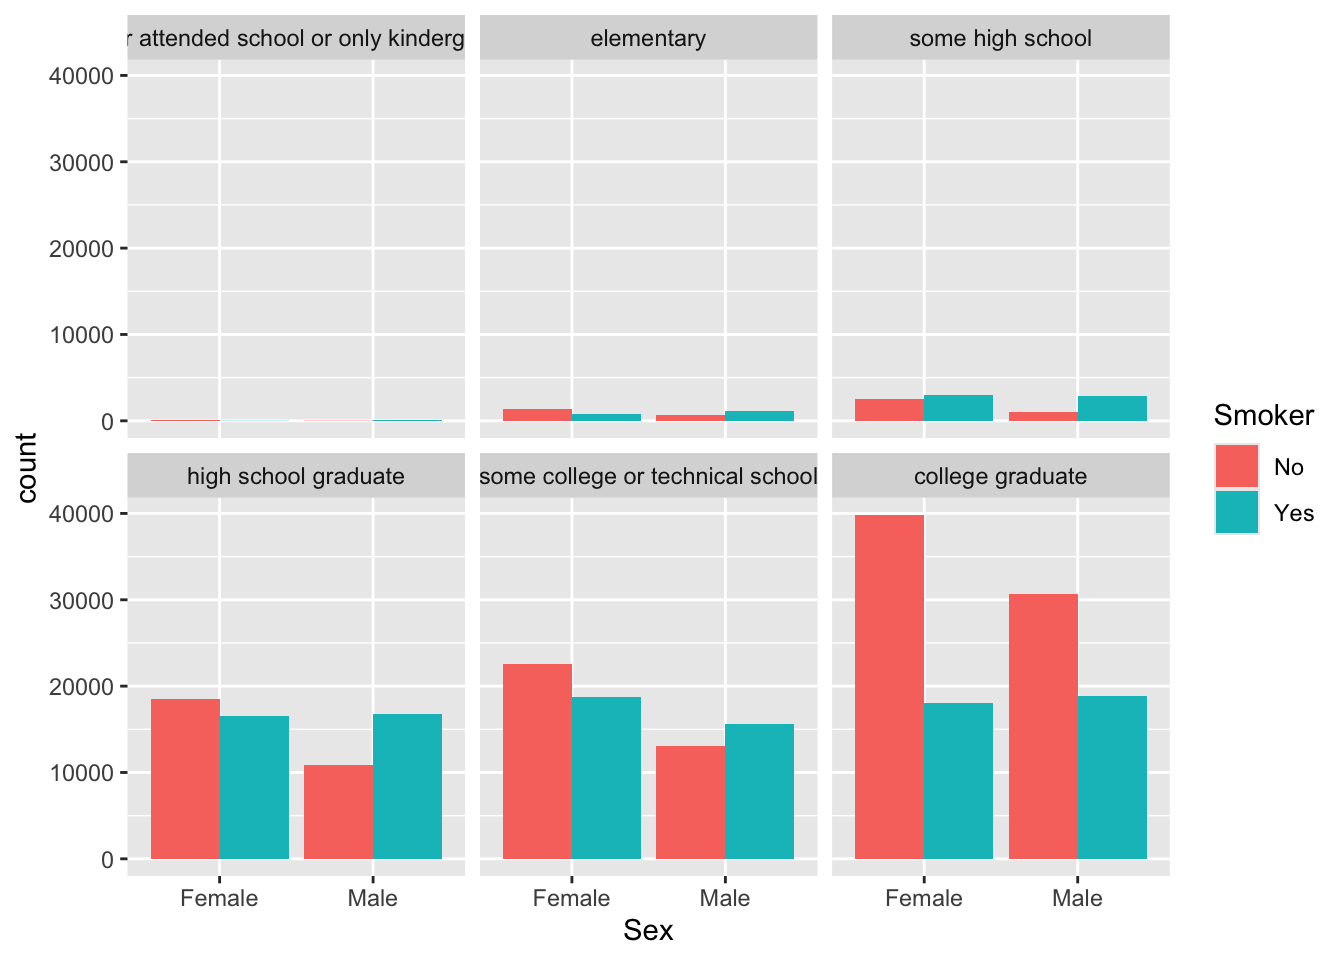 r attended school or only kinderg
elementary
some high school
40000
30000
20000
10000
0
high school graduate
some college or technical school
college graduate
40000
30000
20000
10000
0
Female
Male
Female
Male
Female
Male
Sex
count
Smoker
No
Yes